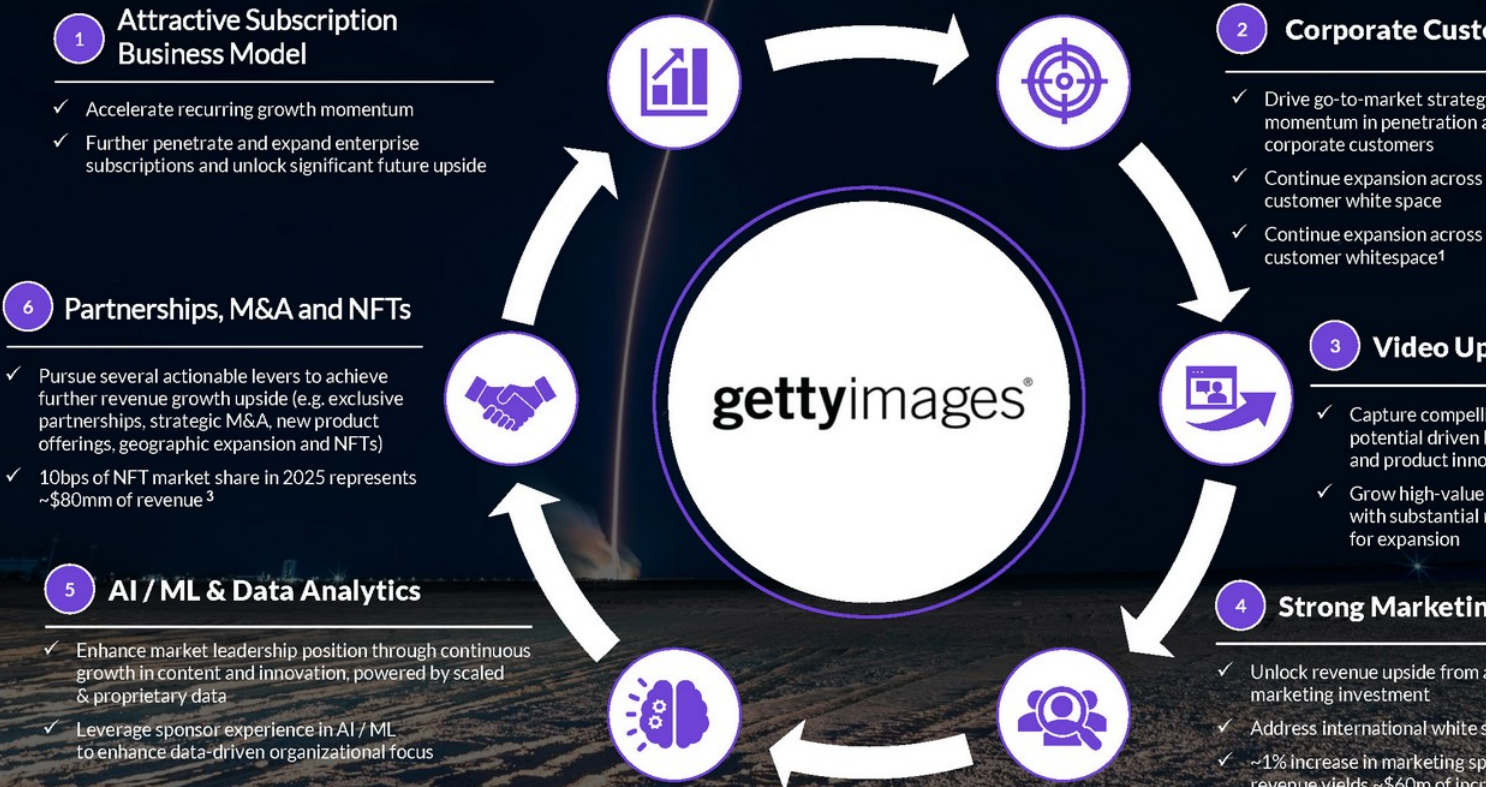 1
Attractive Subscription
Business Model
✓ Accelerate recurring growth momentum
✓ Further penetrate and expand enterprise
subscriptions and unlock significant future upside
2
Corporate
✓ Drive go-to-market
momentum in penetration
corporate customers
✓ Continue expansion across
customer white space
✓ Continue expansion across
customer whitespace1
3
Video
✓ Capture
potential driven
and product
✓ Grow high-value
with substantial
for expansion
4
Strong
✓ Unlock revenue upside from
marketing investment
✓ Address international white
✓ ~1% increase in marketing
revenue yields ~$60m of
5
AI / ML & Data Analytics
✓ Enhance market leadership position through continuous
growth in content and innovation, powered by scaled
& proprietary data
✓ Leverage sponsor experience in AI / ML
to enhance data-driven organizational focus
6
Partnerships, M&A and NFTs
✓ Pursue several actionable levers to achieve
further revenue growth upside (e.g. exclusive
partnerships, strategic M&A, new product
offerings, geographic expansion and NFTs)
✓ 10bps of NFT market share in 2025 represents
~$80mm of revenue 3
gettyimages®